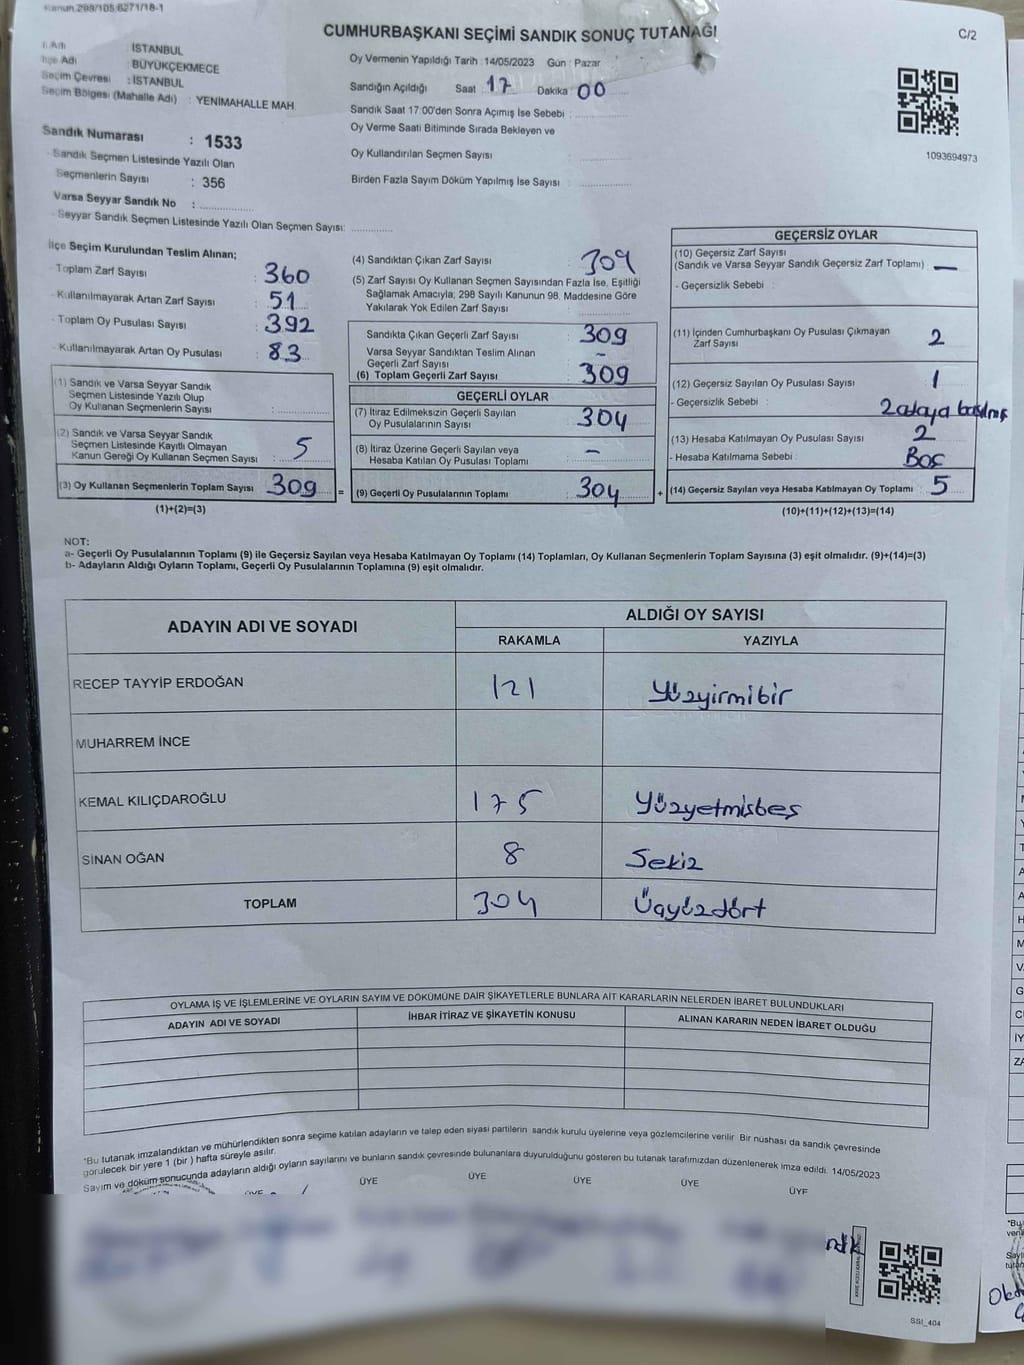 Kanun 298/105,6271/18-1
CUMHURBAŞKANI SEÇİMİ SANDIK SONUÇ TUTANAĞI
C/2
İl Adı : İSTANBUL
İlçe Adı : BÜYÜKÇEKMECE
Seçim Çevresi : İSTANBUL
Seçim Bölgesi (Mahalle Adı) : YENİMAHALLE MAH.
Oy Vermenin Yapıldığı Tarih : 14/05/2023 Gün : Pazar
Sandığın Açıldığı Saat 17 Dakika 00
Sandık Saat 17:00'den Sonra Açımış İse Sebebi :
Oy Verme Saati Bitiminde Sırada Bekleyen ve
Oy Kullandırılan Seçmen Sayısı :
Birden Fazla Sayım Döküm Yapılmış İse Sayısı :
1093694973
Sandık Numarası : 1533
- Sandık Seçmen Listesinde Yazılı Olan
Seçmenlerin Sayısı : 356
Varsa Seyyar Sandık No :
- Seyyar Sandık Seçmen Listesinde Yazılı Olan Seçmen Sayısı:
İlçe Seçim Kurulundan Teslim Alınan;
- Toplam Zarf Sayısı : 360
- Kullanılmayarak Artan Zarf Sayısı : 51
- Toplam Oy Pusulası Sayısı : 392
- Kullanılmayarak Artan Oy Pusulası : 83
(1) Sandık ve Varsa Seyyar Sandık
Seçmen Listesinde Yazılı Olup
Oy Kullanan Seçmenlerin Sayısı :
(2) Sandık ve Varsa Seyyar Sandık
Seçmen Listesinde Kayıtlı Olmayan
Kanun Gereği Oy Kullanan Seçmen Sayısı : 5
(3) Oy Kullanan Seçmenlerin Toplam Sayısı : 309 =
(1)+(2)=(3)
(4) Sandıktan Çıkan Zarf Sayısı : 309
(5) Zarf Sayısı Oy Kullanan Seçmen Sayısından Fazla İse, Eşitliği
Sağlamak Amacıyla, 298 Sayılı Kanunun 98. Maddesine Göre
Yakılarak Yok Edilen Zarf Sayısı :
Sandıkta Çıkan Geçerli Zarf Sayısı : 309
Varsa Seyyar Sandıktan Teslim Alınan
Geçerli Zarf Sayısı : -
(6) Toplam Geçerli Zarf Sayısı : 309
GEÇERLİ OYLAR
(7) İtiraz Edilmeksizin Geçerli Sayılan
Oy Pusulalarının Sayısı : 304
(8) İtiraz Üzerine Geçerli Sayılan veya
Hesaba Katılan Oy Pusulası Toplamı : -
(9) Geçerli Oy Pusulalarının Toplamı : 304 +
GEÇERSİZ OYLAR
(10) Geçersiz Zarf Sayısı
(Sandık ve Varsa Seyyar Sandık Geçersiz Zarf Toplamı) : —
- Geçersizlik Sebebi :
(11) İçinden Cumhurbaşkanı Oy Pusulası Çıkmayan
Zarf Sayısı : 2
(12) Geçersiz Sayılan Oy Pusulası Sayısı : 1
- Geçersizlik Sebebi : 2 adaya basılmış
(13) Hesaba Katılmayan Oy Pusulası Sayısı : 2
- Hesaba Katılmama Sebebi : Boş
(14) Geçersiz Sayılan veya Hesaba Katılmayan Oy Toplamı : 5
(10)+(11)+(12)+(13)=(14)
NOT:
a- Geçerli Oy Pusulalarının Toplamı (9) ile Geçersiz Sayılan veya Hesaba Katılmayan Oy Toplamı (14) Toplamları, Oy Kullanan Seçmenlerin Toplam Sayısına (3) eşit olmalıdır. (9)+(14)=(3)
b- Adayların Aldığı Oyların Toplamı, Geçerli Oy Pusulalarının Toplamına (9) eşit olmalıdır.
ADAYIN ADI VE SOYADI
ALDIĞI OY SAYISI
RAKAMLA YAZIYLA
RECEP TAYYİP ERDOĞAN 121 Yüzyirmibir
MUHARREM İNCE
KEMAL KILIÇDAROĞLU 175 Yüzyetmişbeş
SİNAN OĞAN 8 Sekiz
TOPLAM 304 Üçyüzdört
OYLAMA İŞ VE İŞLEMLERİNE VE OYLARIN SAYIM VE DÖKÜMÜNE DAİR ŞİKAYETLERLE BUNLARA AİT KARARLARIN NELERDEN İBARET BULUNDUKLARI
ADAYIN ADI VE SOYADI İHBAR İTİRAZ VE ŞİKAYETİN KONUSU ALINAN KARARIN NEDEN İBARET OLDUĞU
*Bu tutanak imzalandıktan ve mühürlendikten sonra seçime katılan adayların ve talep eden siyasi partilerin sandık kurulu üyelerine veya gözlemcilerine verilir. Bir nüshası da sandık çevresinde
görülecek bir yere 1 (bir ) hafta süreyle asılır.
Sayım ve döküm sonucunda adayların aldığı oyların sayılarını ve bunların sandık çevresinde bulunanlara duyurulduğunu gösteren bu tutanak tarafımızdan düzenlenerek imza edildi. 14/05/2023
ÜYE ÜYE ÜYE ÜYE ÜYE ÜYE
SSI_404